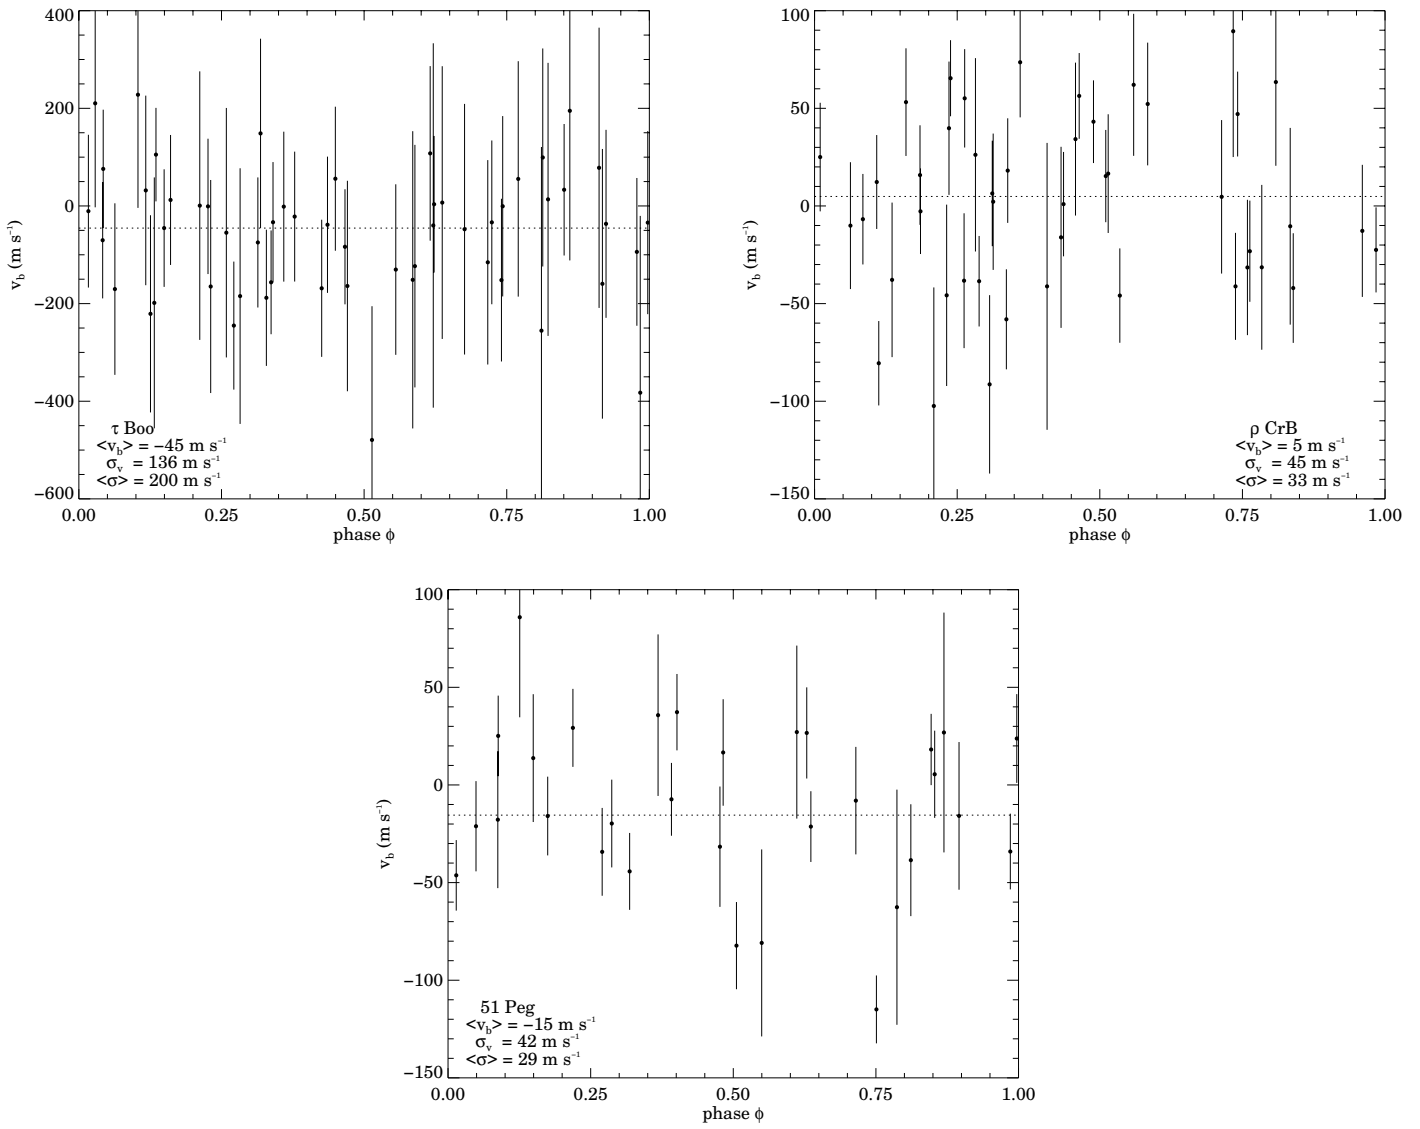 400
200
0
−200
−400
−600
v_b (m s⁻¹)
τ Boo
<v_b> = −45 m s⁻¹
σ_v = 136 m s⁻¹
<σ> = 200 m s⁻¹
0.00 0.25 0.50 0.75 1.00
phase ϕ
100
50
0
−50
−100
−150
v_b (m s⁻¹)
ρ CrB
<v_b> = 5 m s⁻¹
σ_v = 45 m s⁻¹
<σ> = 33 m s⁻¹
0.00 0.25 0.50 0.75 1.00
phase ϕ
100
50
0
−50
−100
−150
v_b (m s⁻¹)
51 Peg
<v_b> = −15 m s⁻¹
σ_v = 42 m s⁻¹
<σ> = 29 m s⁻¹
0.00 0.25 0.50 0.75 1.00
phase ϕ